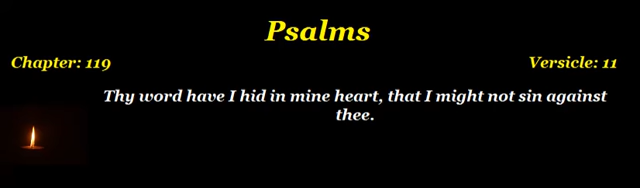 Psalms
Chapter: 119
Versicle: 11
Thy word have I hid in mine heart, that I might not sin against
thee.